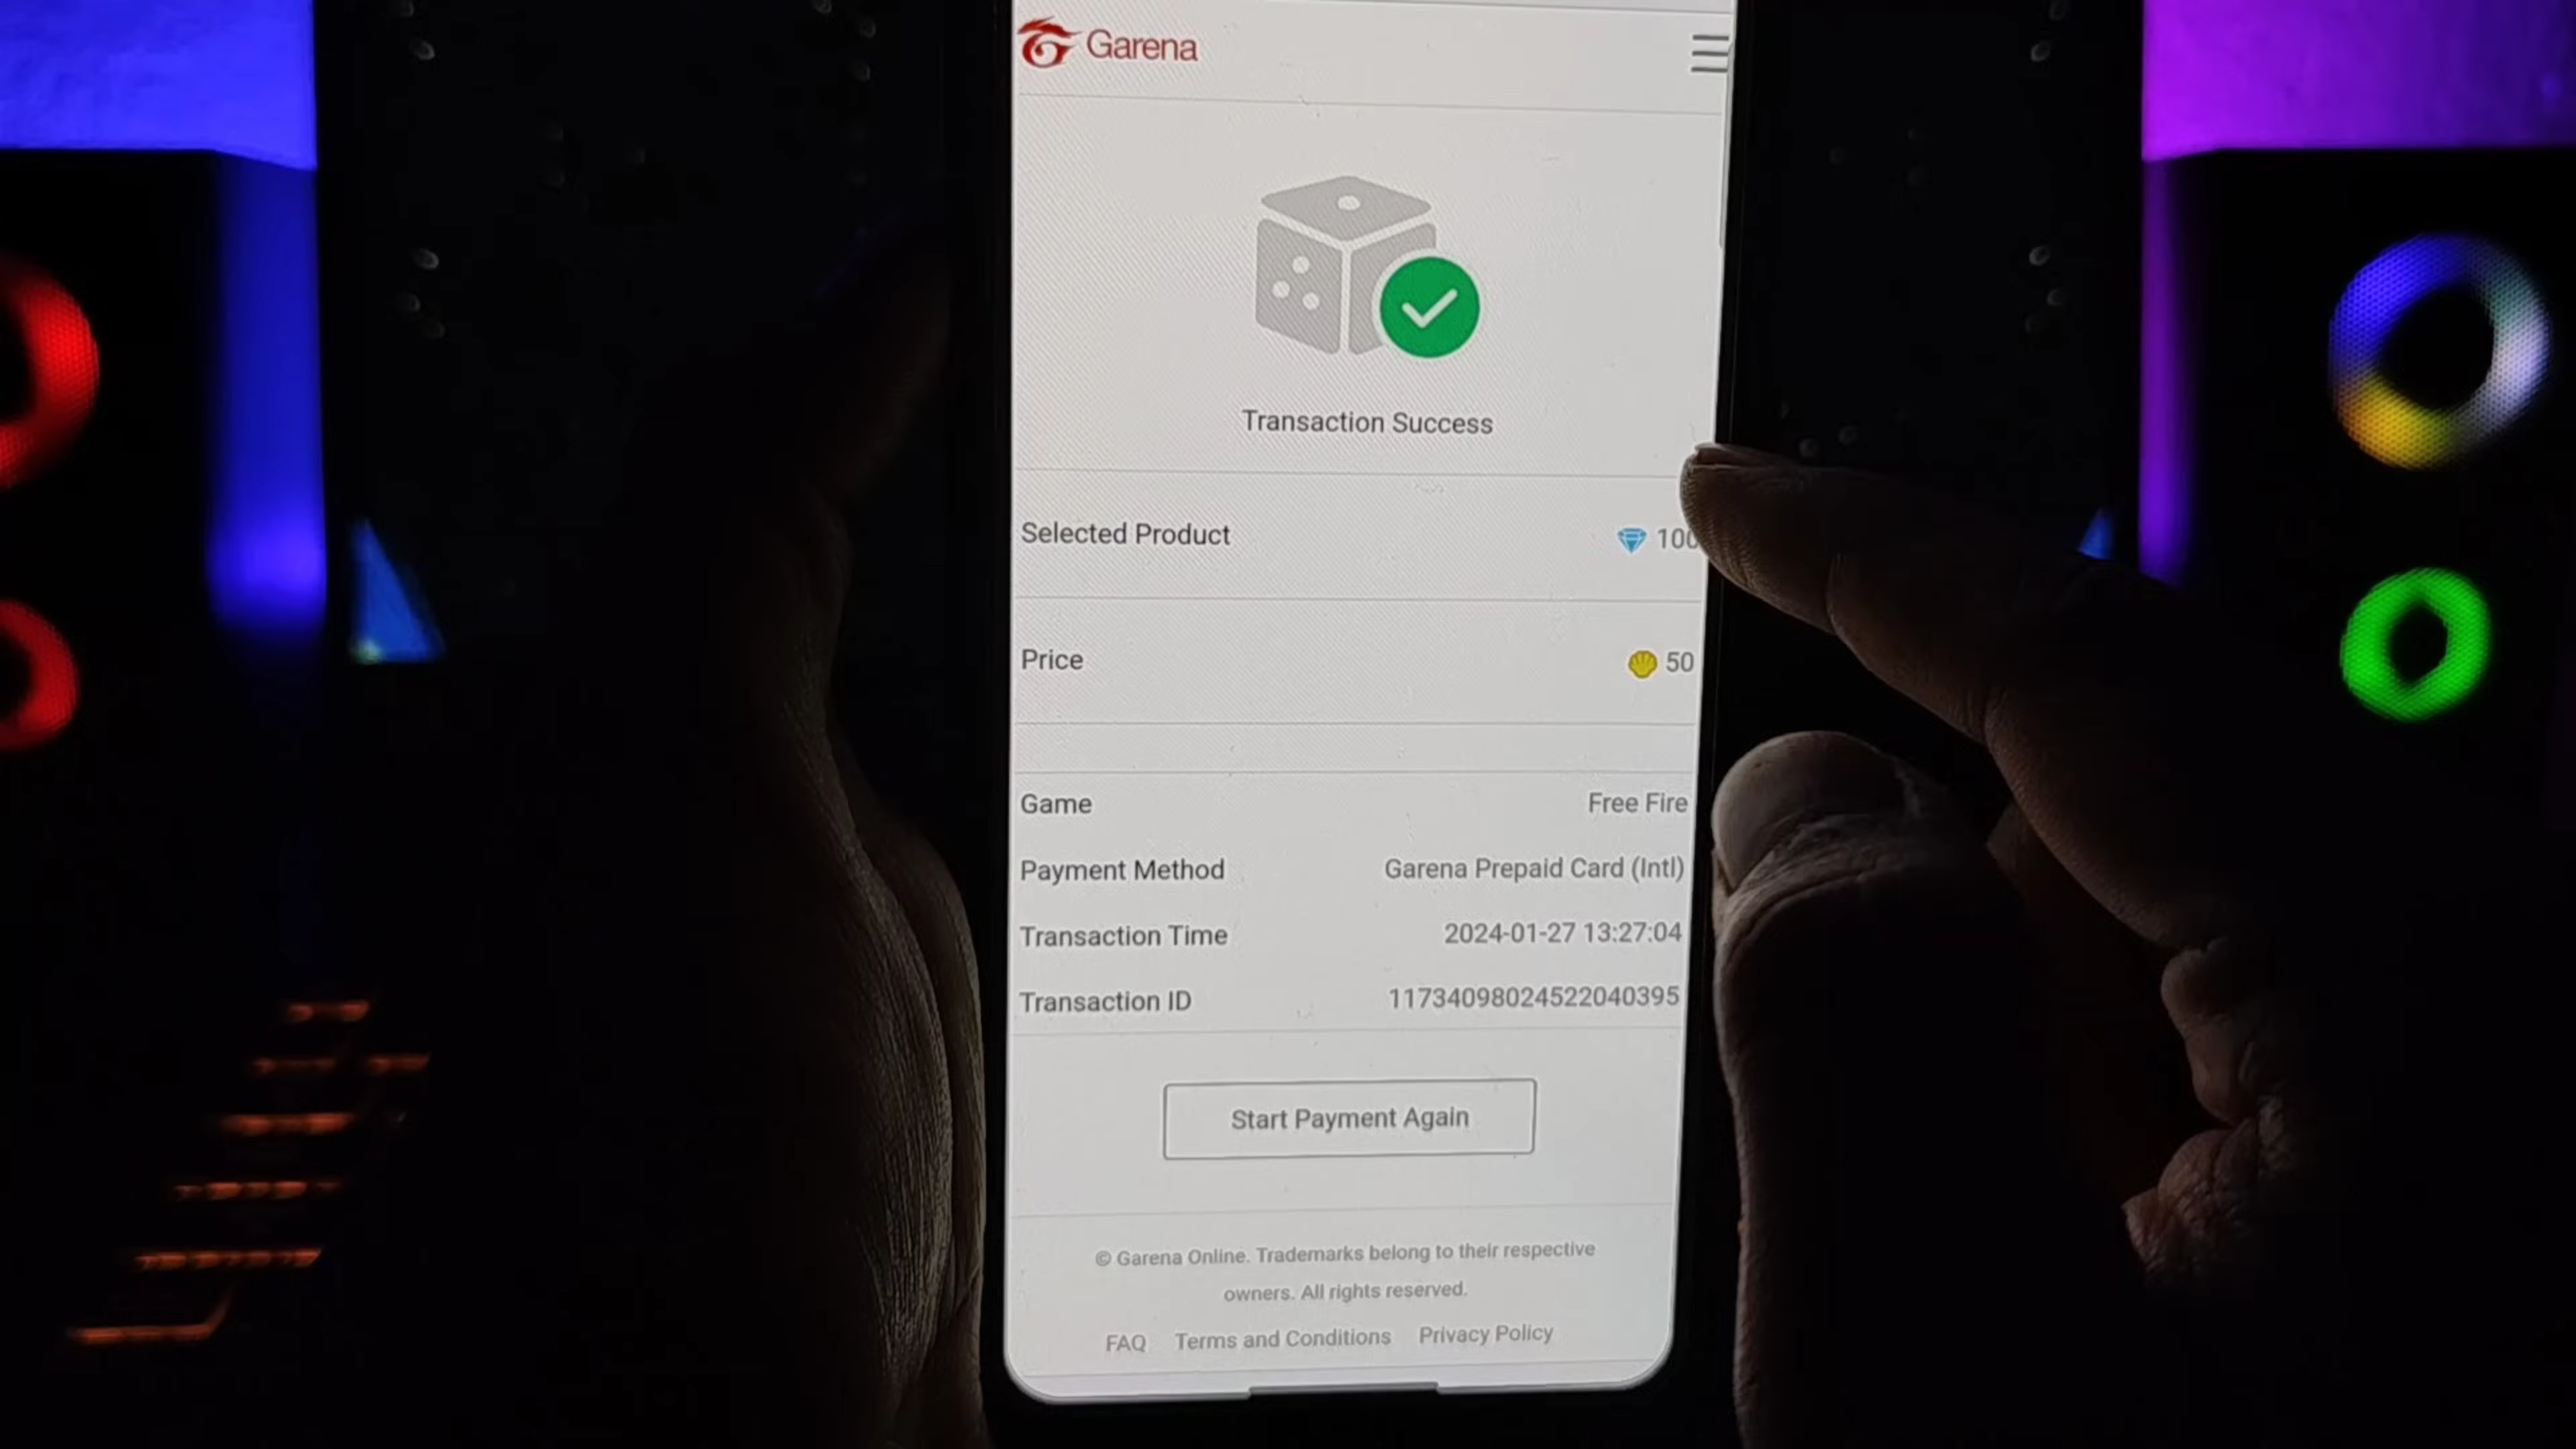 Garena
Transaction Success
Selected Product 100
Price 50
Game Free Fire
Payment Method Garena Prepaid Card (Intl)
Transaction Time 2024-01-27 13:27:04
Transaction ID 11734098024522040395
Start Payment Again
© Garena Online. Trademarks belong to their respective
owners. All rights reserved.
FAQ Terms and Conditions Privacy Policy